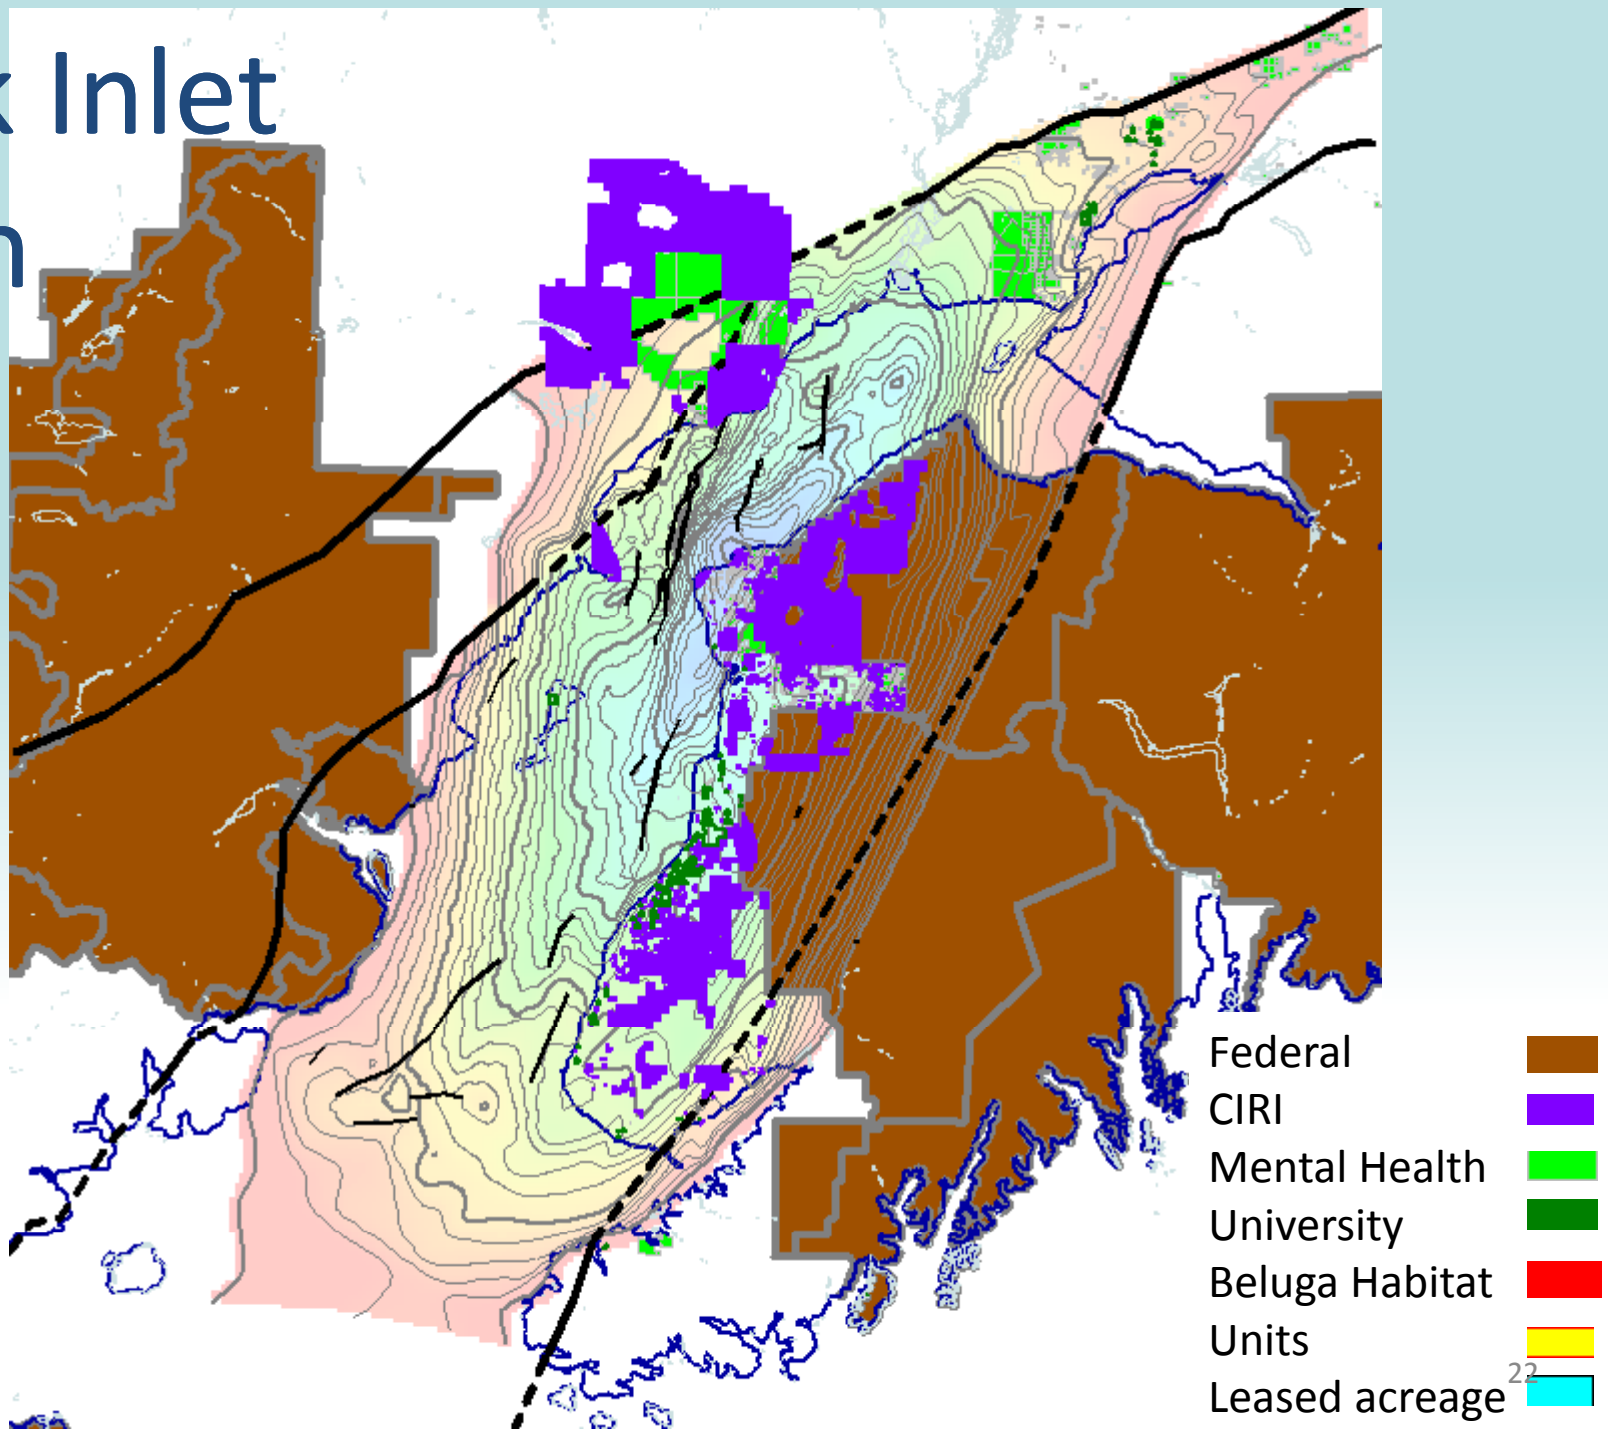 Inlet
Federal
CIRI
Mental Health
University
Beluga Habitat
Units
Leased acreage
22